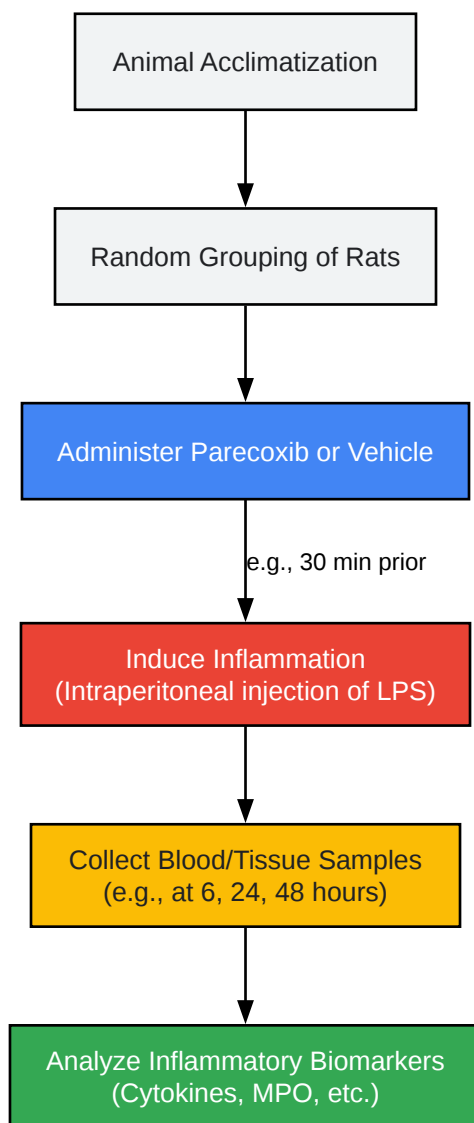 Animal Acclimatization
Random Grouping of Rats
Administer Parecoxib or Vehicle
e.g., 30 min prior
Induce Inflammation
(Intraperitoneal injection of LPS)
Collect Blood/Tissue Samples
(e.g., at 6, 24, 48 hours)
Analyze Inflammatory Biomarkers
(Cytokines, MPO, etc.)